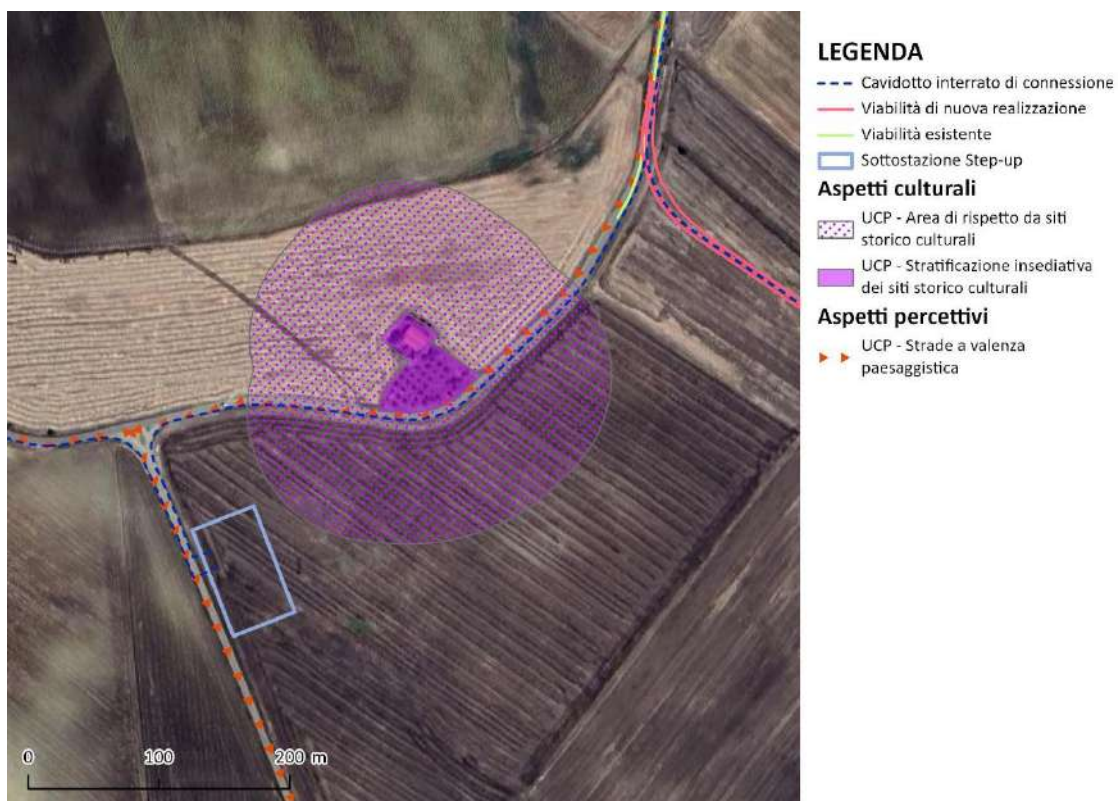 LEGENDA
Cavidotto interrato di connessione
Viabilità di nuova realizzazione
Viabilità esistente
Sottostazione Step-up
Aspetti culturali
UCP - Area di rispetto da siti
storico culturali
UCP - Stratificazione insediativa
dei siti storico culturali
Aspetti percettivi
UCP - Strade a valenza
paesaggistica
0 100 200 m